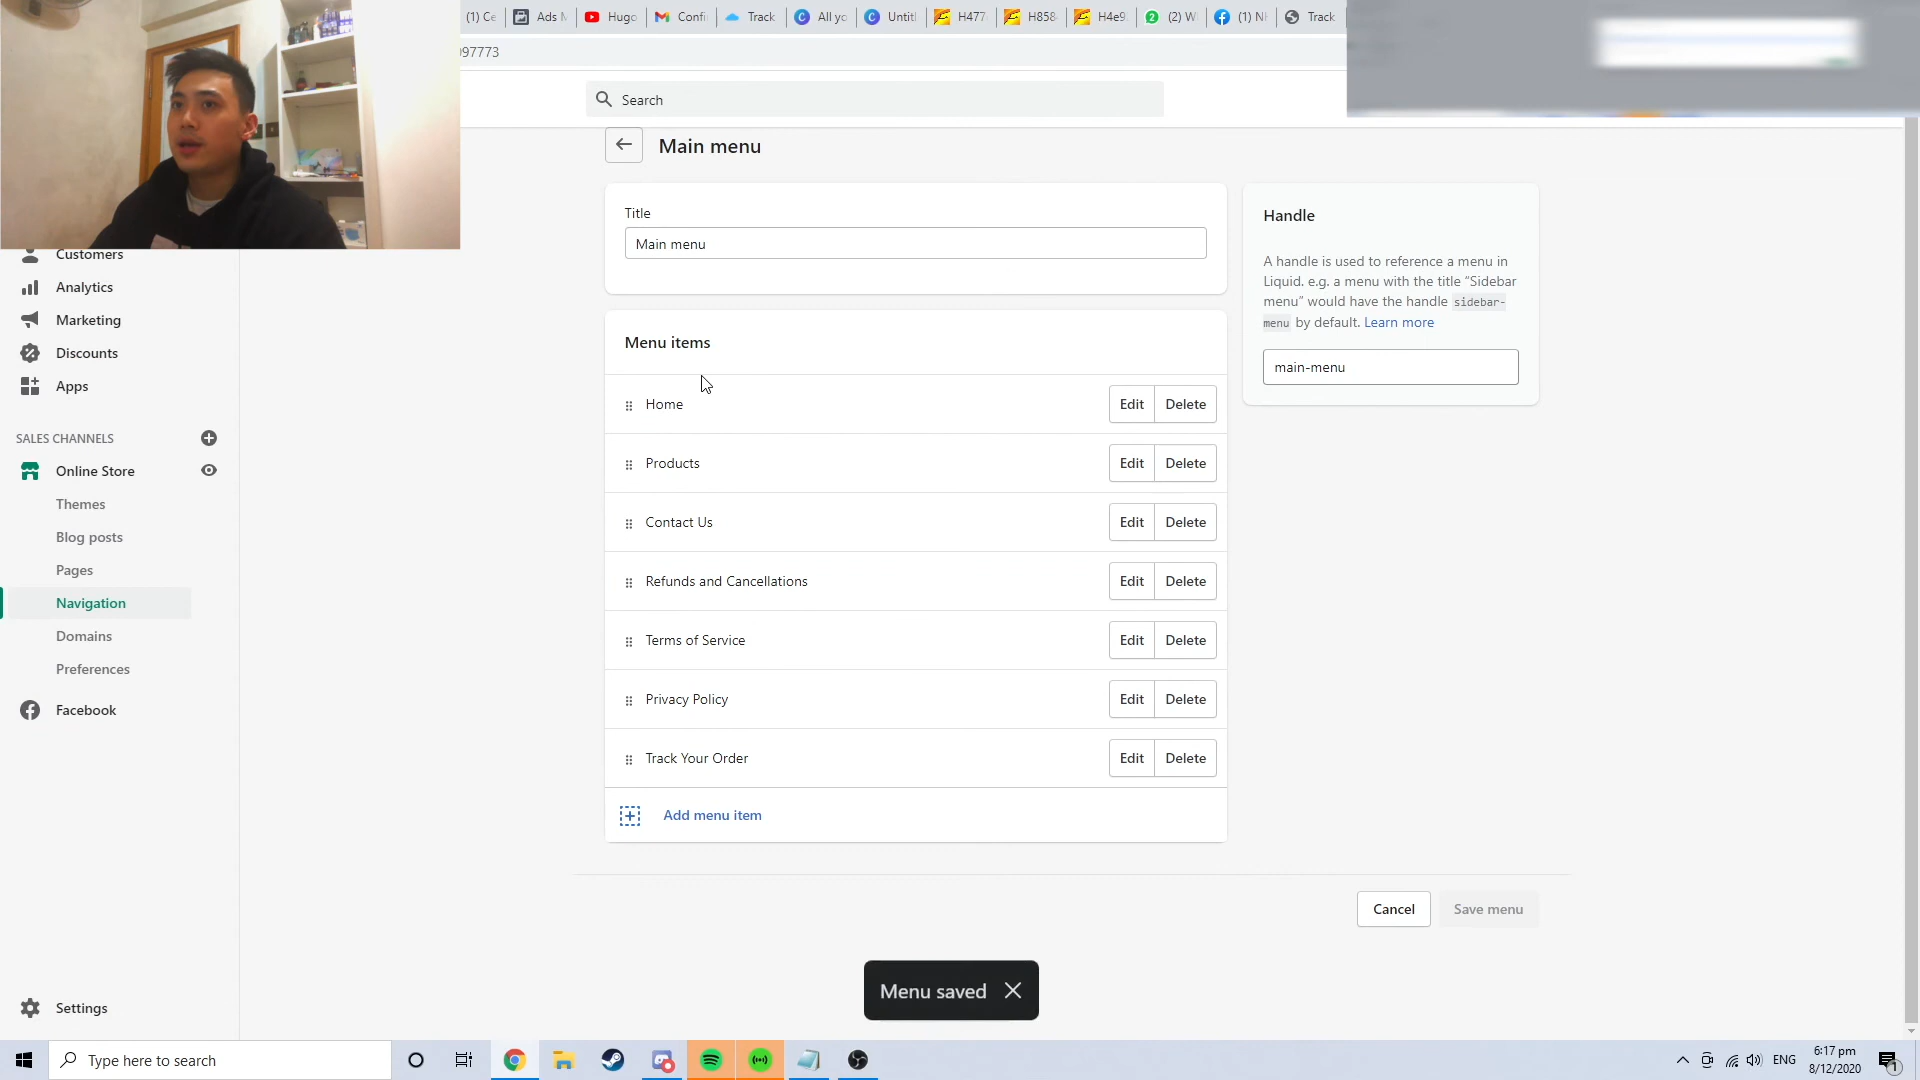 (1) Ce
Ads M
Hugo
Confi
Track
All yo
Untitl
H477
H858
H4e9
(2) W
(1) NH
Track
097773
Search
Main menu
Title
Main menu
Handle
A handle is used to reference a menu in
Liquid. e.g. a menu with the title “Sidebar
menu” would have the handle sidebar-
menu by default. Learn more
main-menu
Menu items
Home
Edit
Delete
Products
Edit
Delete
Contact Us
Edit
Delete
Refunds and Cancellations
Edit
Delete
Terms of Service
Edit
Delete
Privacy Policy
Edit
Delete
Track Your Order
Edit
Delete
Add menu item
Cancel
Save menu
Menu saved
Customers
Analytics
Marketing
Discounts
Apps
SALES CHANNELS
Online Store
Themes
Blog posts
Pages
Navigation
Domains
Preferences
Facebook
Settings
Type here to search
ENG
6:17 pm
8/12/2020
1